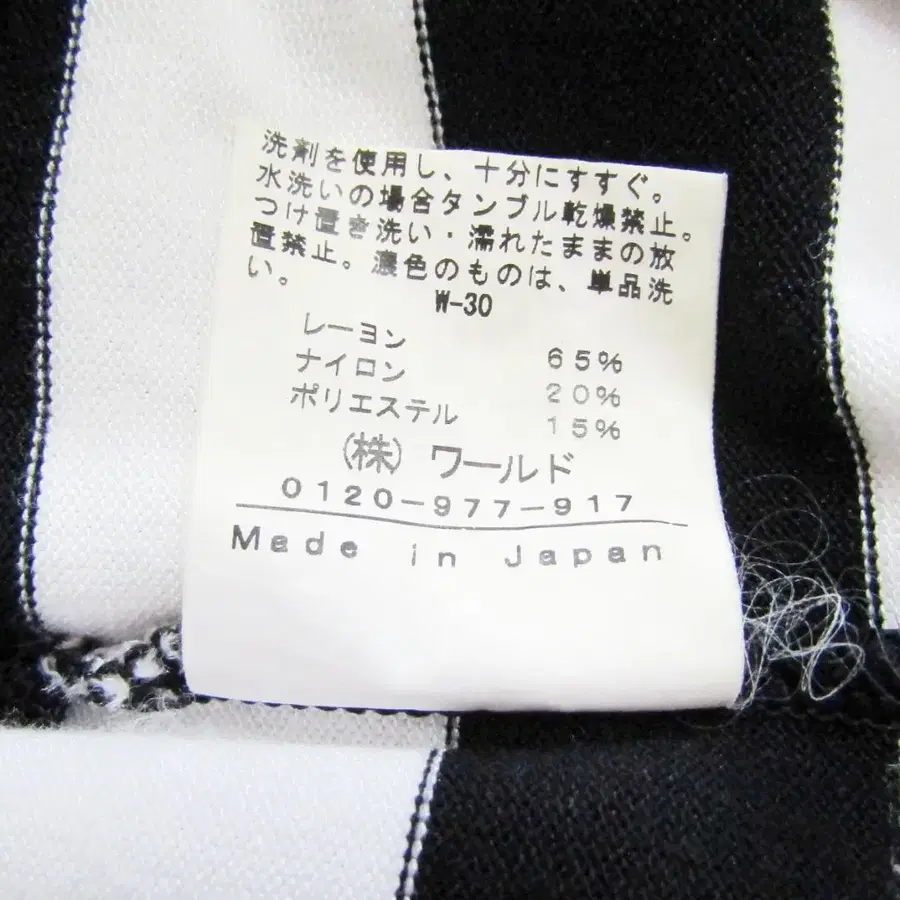 洗剤を使用し、十分にすすぐ。
水洗いの場合タンブル乾燥禁止。
つけ置き洗い・濡れたままの放
置禁止。濃色のものは、単品洗
い。
W-30
レーヨン 65%
ナイロン 20%
ポリエステル 15%
(株)ワールド
0120-977-917
Made in Japan